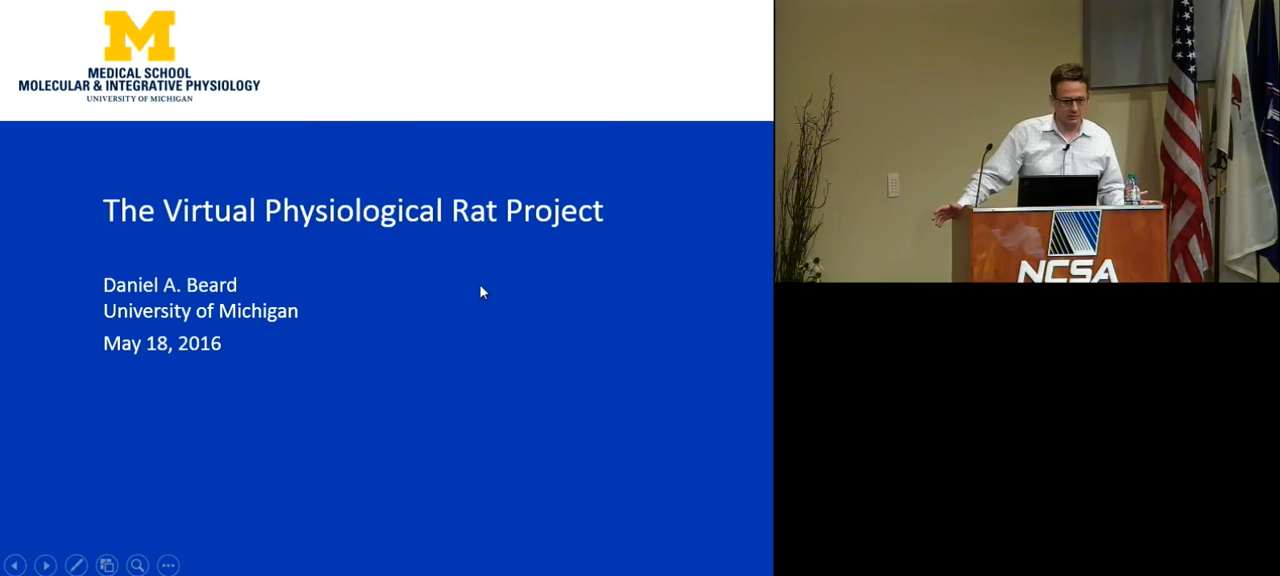 M
MEDICAL SCHOOL
MOLECULAR & INTEGRATIVE PHYSIOLOGY
UNIVERSITY OF MICHIGAN
The Virtual Physiological Rat Project
Daniel A. Beard
University of Michigan
May 18, 2016
NCSA